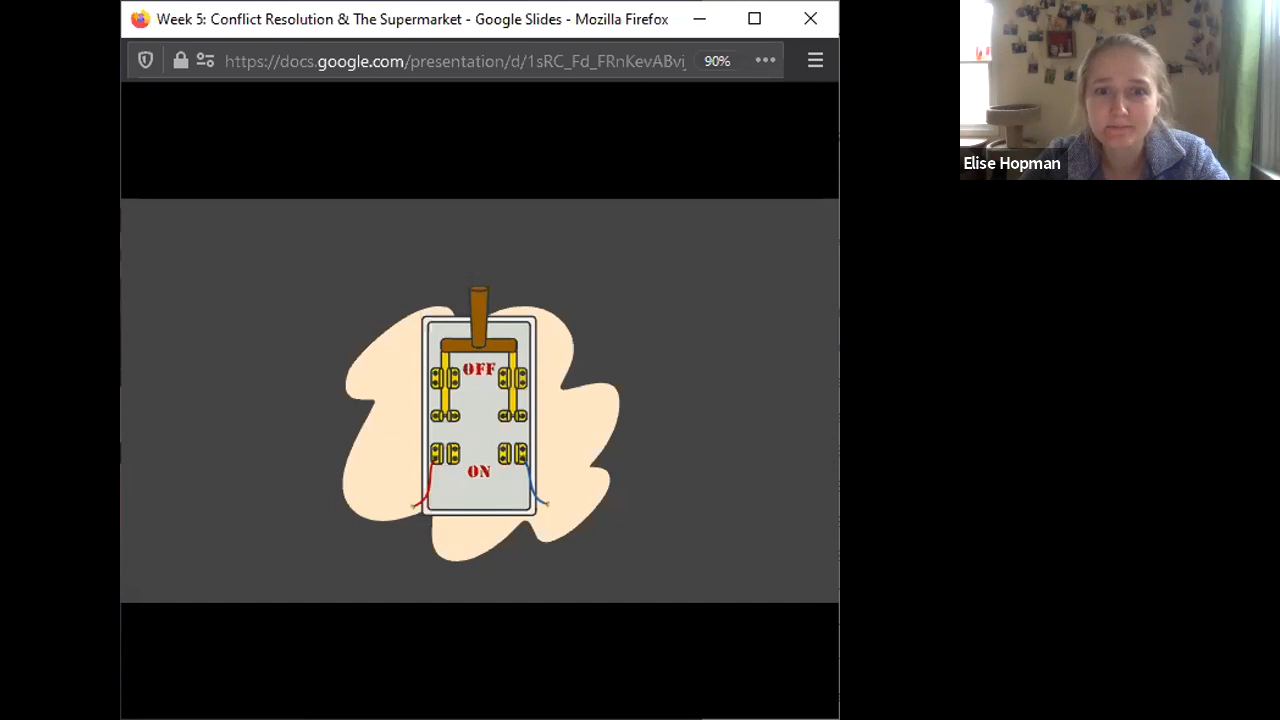 Week 5: Conflict Resolution & The Supermarket - Google Slides - Mozilla Firefox
https://docs.google.com/presentation/d/1sRC_Fd_FRnKevABvi
90%
Elise Hopman
OFF
ON